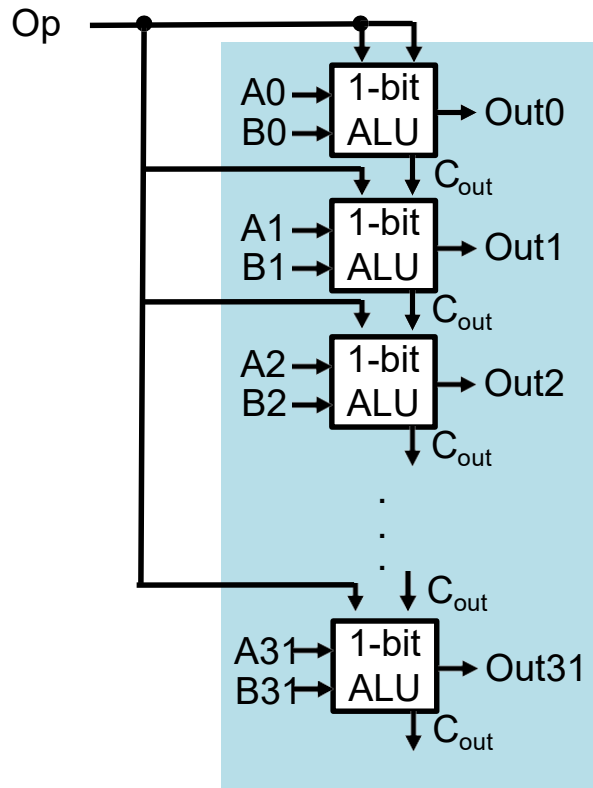 Op
A0
B0
1-bit
ALU
Out0
Cout
A1
B1
1-bit
ALU
Out1
Cout
A2
B2
1-bit
ALU
Out2
Cout
.
.
.
Cout
A31
B31
1-bit
ALU
Out31
Cout